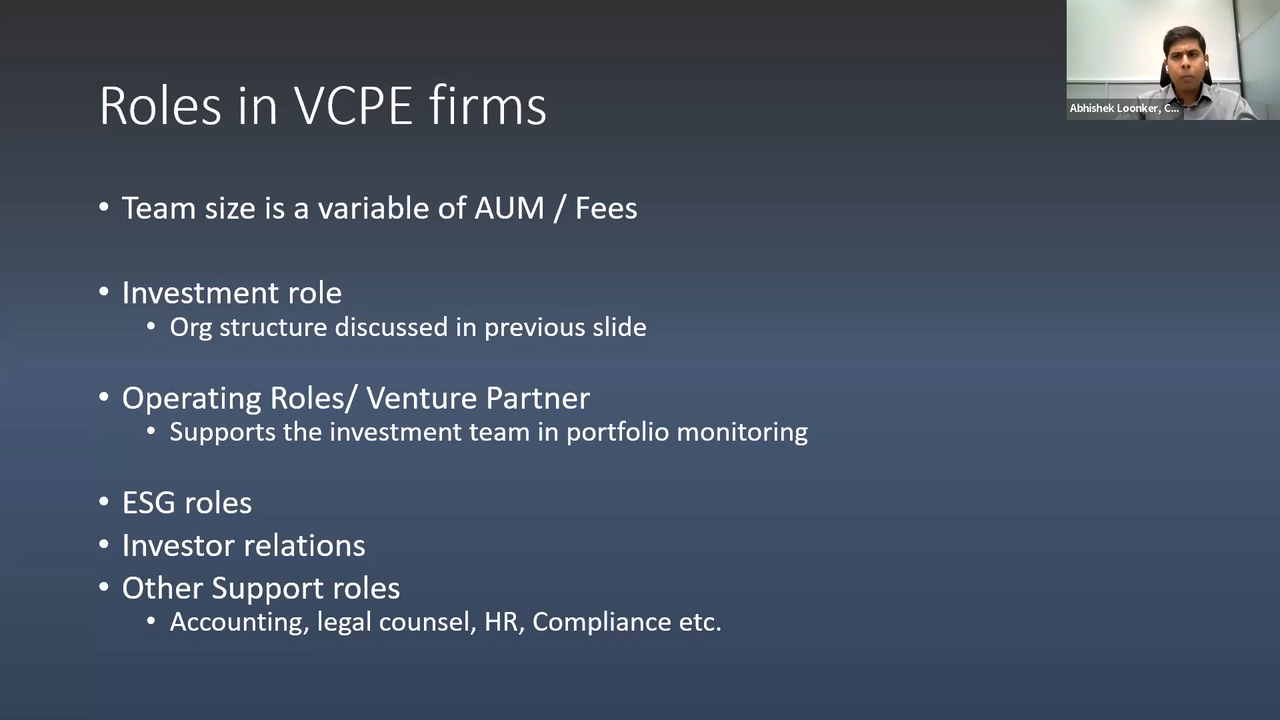 Roles in VCPE firms
Abhishek Loonker, C...
• Team size is a variable of AUM / Fees
• Investment role
• Org structure discussed in previous slide
• Operating Roles/ Venture Partner
• Supports the investment team in portfolio monitoring
• ESG roles
• Investor relations
• Other Support roles
• Accounting, legal counsel, HR, Compliance etc.